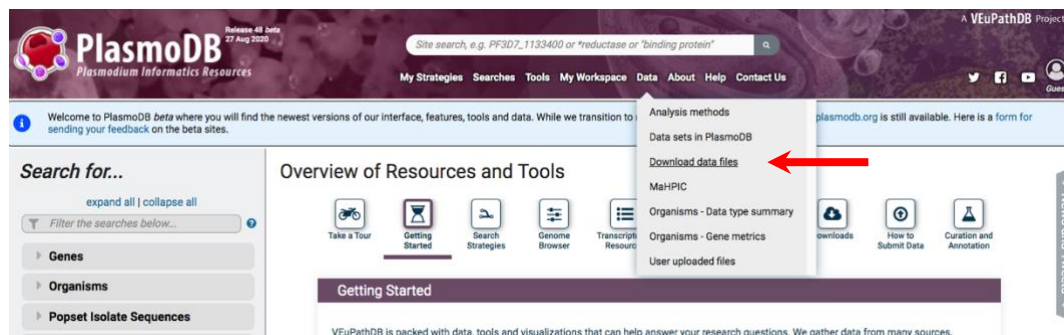 A VEuPathDB Project
Release 48 beta
27 Aug 2020
PlasmoDB
Plasmodium Informatics Resources
Site search, e.g. PF3D7_1133400 or *reductase or "binding protein"
My Strategies Searches Tools My Workspace Data About Help Contact Us
Guest
Welcome to PlasmoDB beta where you will find the newest versions of our interface, features, tools and data. While we transition to plasmodb.org is still available. Here is a form for
sending your feedback on the beta sites.
Analysis methods
Data sets in PlasmoDB
Download data files
MaHPIC
Organisms - Data type summary
Organisms - Gene metrics
User uploaded files
Search for...
expand all | collapse all
Filter the searches below...
Genes
Organisms
Popset Isolate Sequences
Overview of Resources and Tools
Take a Tour
Getting Started
Search Strategies
Genome Browser
Transcript
Resourc
ownloads
How to Submit Data
Curation and Annotation
Getting Started
VEuPathDB is packed with data, tools and visualizations that can help answer your research questions. We gather data from many sources,